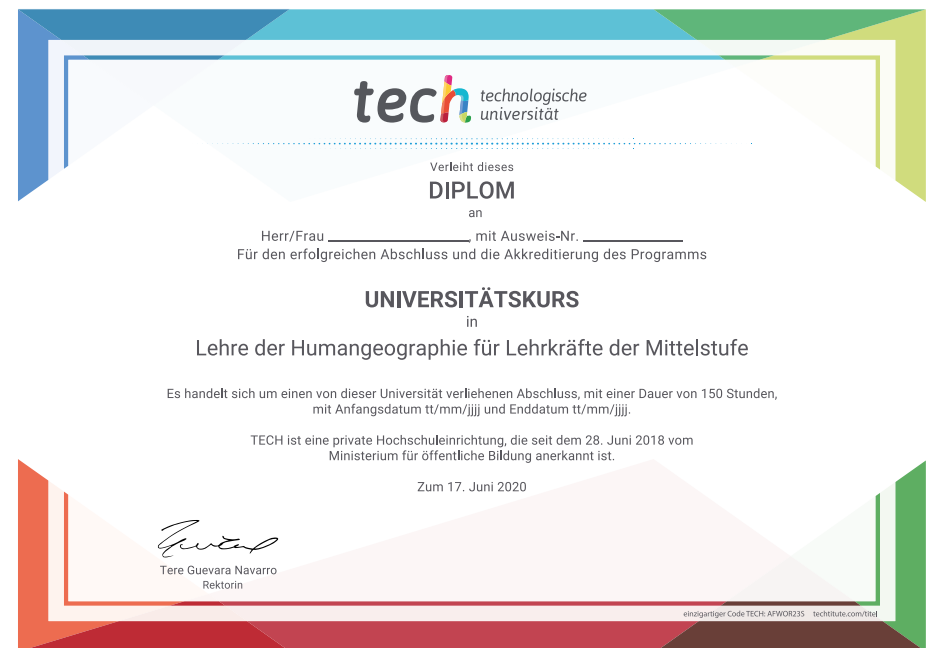 tech technologische
universität
Verleiht dieses
DIPLOM
an
Herr/Frau ____________, mit Ausweis-Nr. ____________
Für den erfolgreichen Abschluss und die Akkreditierung des Programms
UNIVERSITÄTSKURS
in
Lehre der Humangeographie für Lehrkräfte der Mittelstufe
Es handelt sich um einen von dieser Universität verliehenen Abschluss, mit einer Dauer von 150 Stunden,
mit Anfangsdatum tt/mm/jjjj und Enddatum tt/mm/jjjj.
TECH ist eine private Hochschuleinrichtung, die seit dem 28. Juni 2018 vom
Ministerium für öffentliche Bildung anerkannt ist.
Zum 17. Juni 2020
Tere Guevara Navarro
Rektorin
einzigartiger Code TECH: AFWOR23S techtitute.com/titel